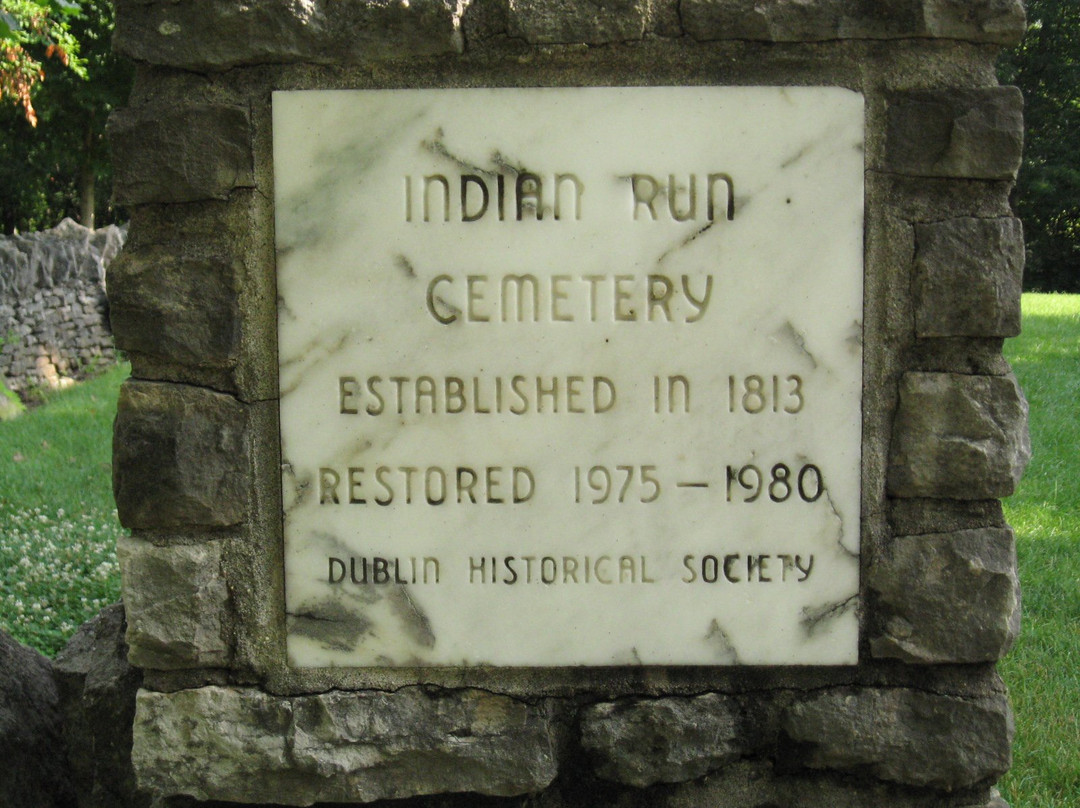 INDIAN RUN
CEMETERY
ESTABLISHED IN 1813
RESTORED 1975 – 1980
DUBLIN HISTORICAL SOCIETY